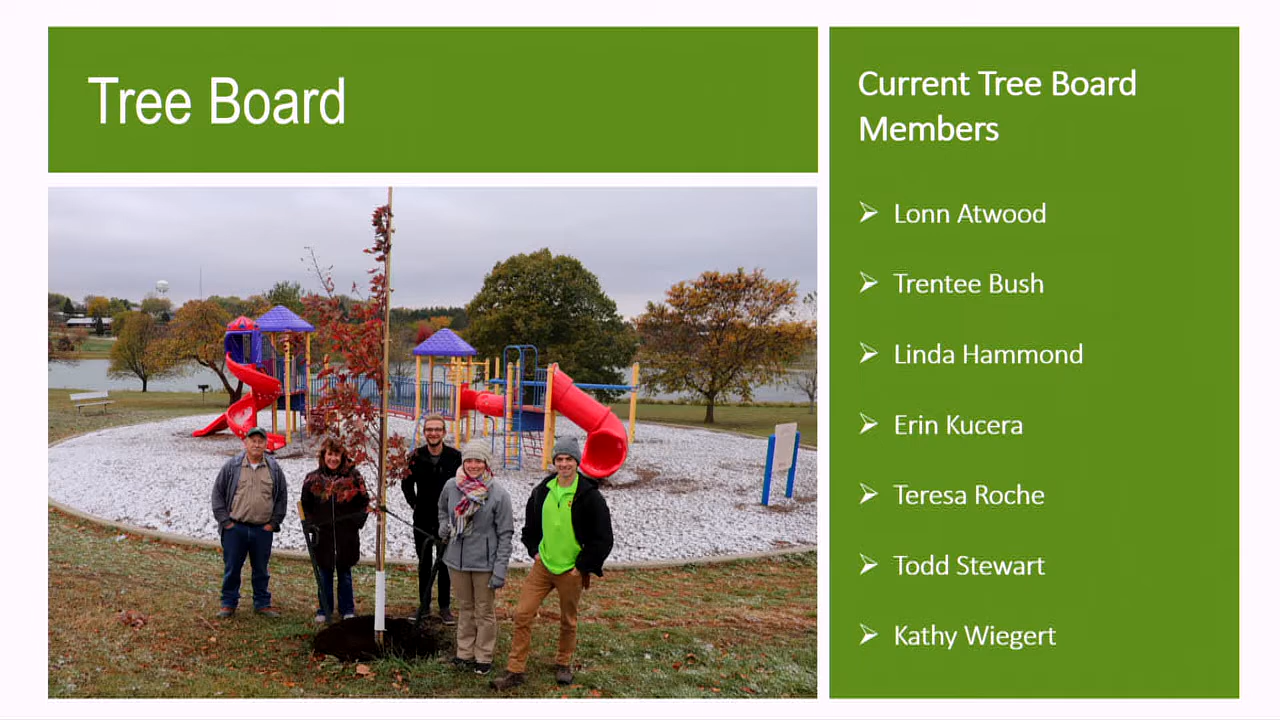 Tree Board
Current Tree Board
Members
Lonn Atwood
Trentee Bush
Linda Hammond
Erin Kucera
Teresa Roche
Todd Stewart
Kathy Wiegert